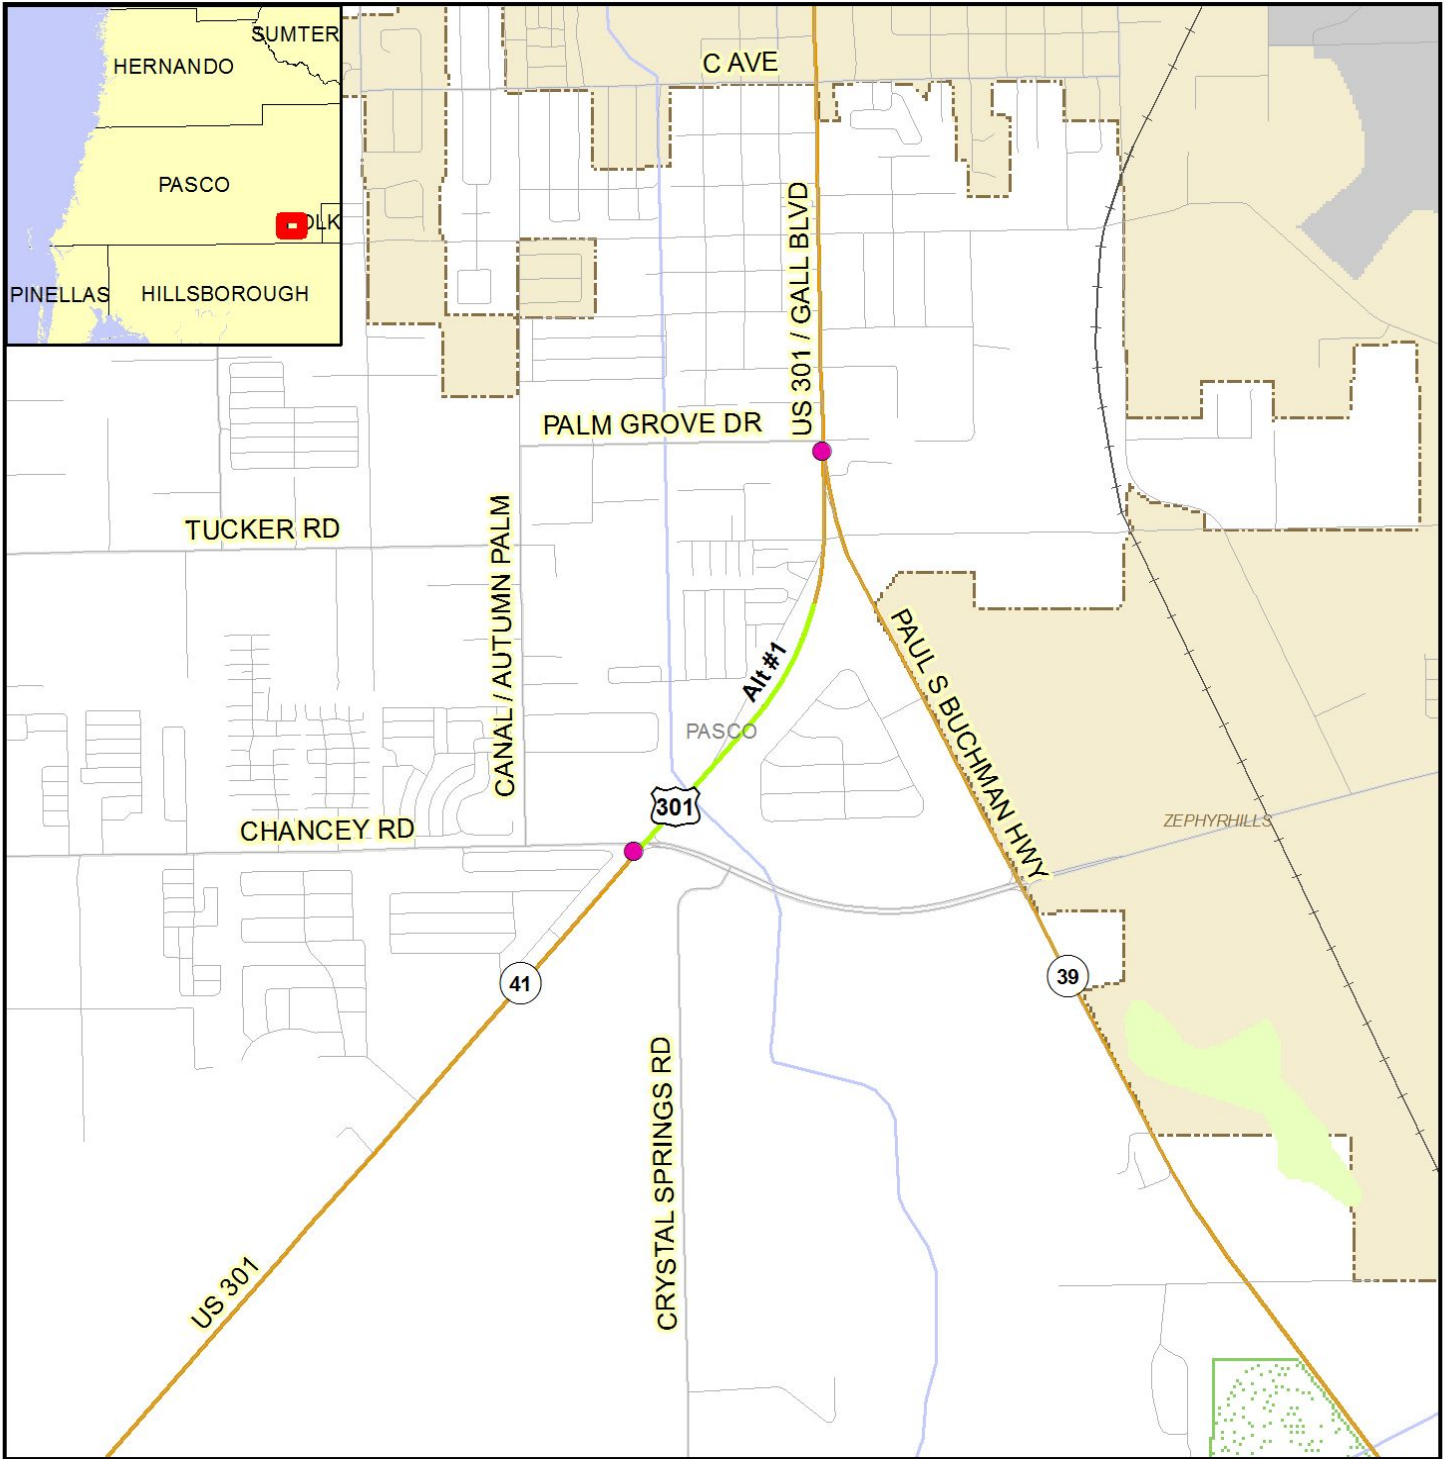 SUMTER
HERNANDO
PASCO
OLK
PINELLAS
HILLSBOROUGH
C AVE
US 301 / GALL BLVD
PALM GROVE DR
TUCKER RD
CANAL / AUTUMN PALM
Alt #1
PAUL S BUCHMAN HWY
PASCO
301
ZEPHYRHILLS
CHANCEY RD
41
39
CRYSTAL SPRINGS RD
US 301